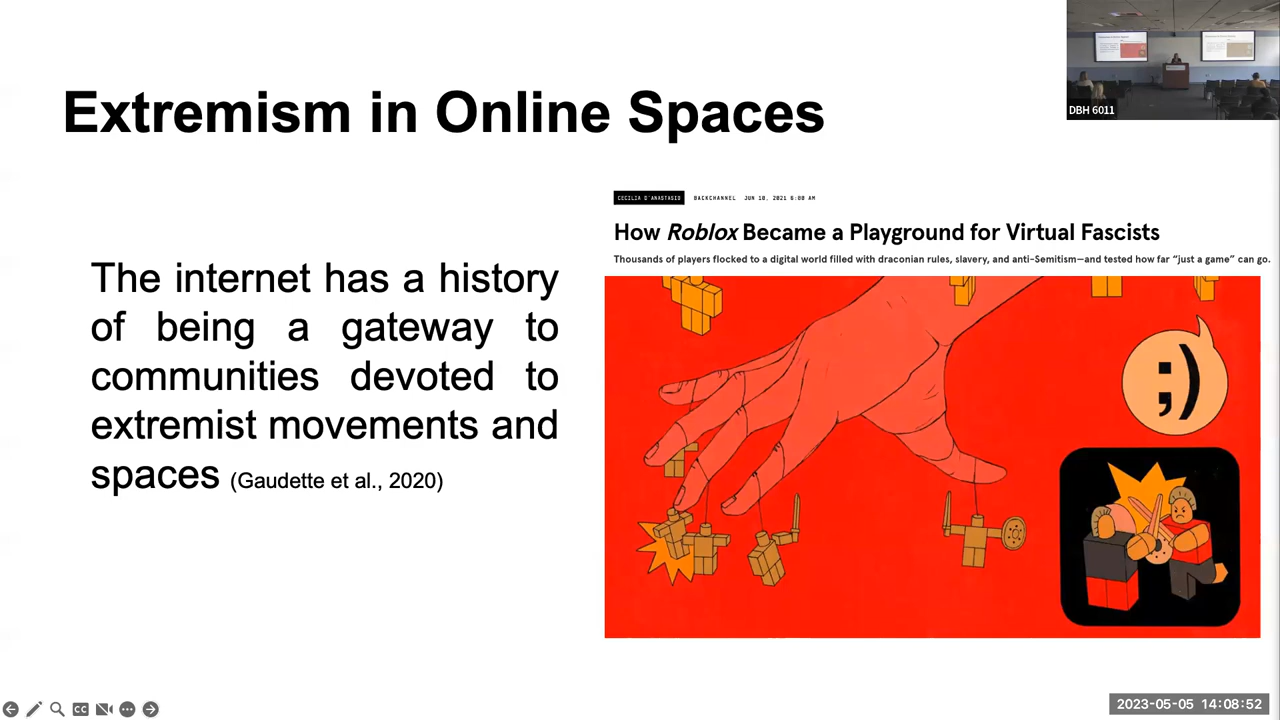 Extremism in Online Spaces
DBH 6011
CECILIA D'ANASTASIO BACKCHANNEL JUN 10, 2021 6:00 AM
How Roblox Became a Playground for Virtual Fascists
Thousands of players flocked to a digital world filled with draconian rules, slavery, and anti-Semitism—and tested how far “just a game” can go.
The internet has a history
of being a gateway to
communities devoted to
extremist movements and
spaces (Gaudette et al., 2020)
;)
CC
2023-05-05 14:08:52